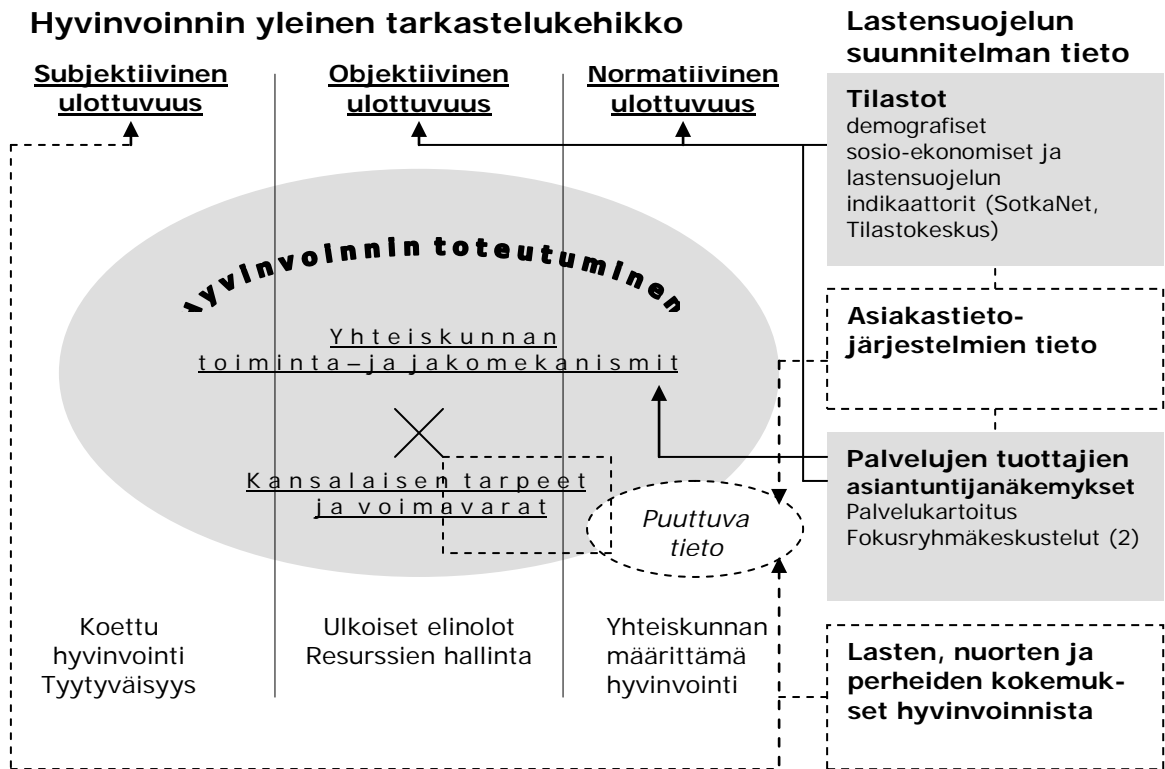 Hyvinvoinnin yleinen tarkastelukehikko
Subjektiivinen
ulottuvuus
Objektiivinen
ulottuvuus
Normatiivinen
ulottuvuus
hyvinvoinnin toteutuminen
Yhteiskunnan
toiminta–ja jakomekanismit
Kansalaisen tarpeet
ja voimavarat
Puuttuva
tieto
Koettu
hyvinvointi
Tyytyväisyys
Ulkoiset elinolot
Resurssien hallinta
Yhteiskunnan
määrittämä
hyvinvointi
Lastensuojelun
suunnitelman tieto
Tilastot
demografiset
sosio-ekonomiset ja
lastensuojelun
indikaattorit (SotkaNet,
Tilastokeskus)
Asiakastieto-
järjestelmien tieto
Palvelujen tuottajien
asiantuntijanäkemykset
Palvelukartoitus
Fokusryhmäkeskustelut (2)
Lasten, nuorten ja
perheiden kokemuk-
set hyvinvoinnista